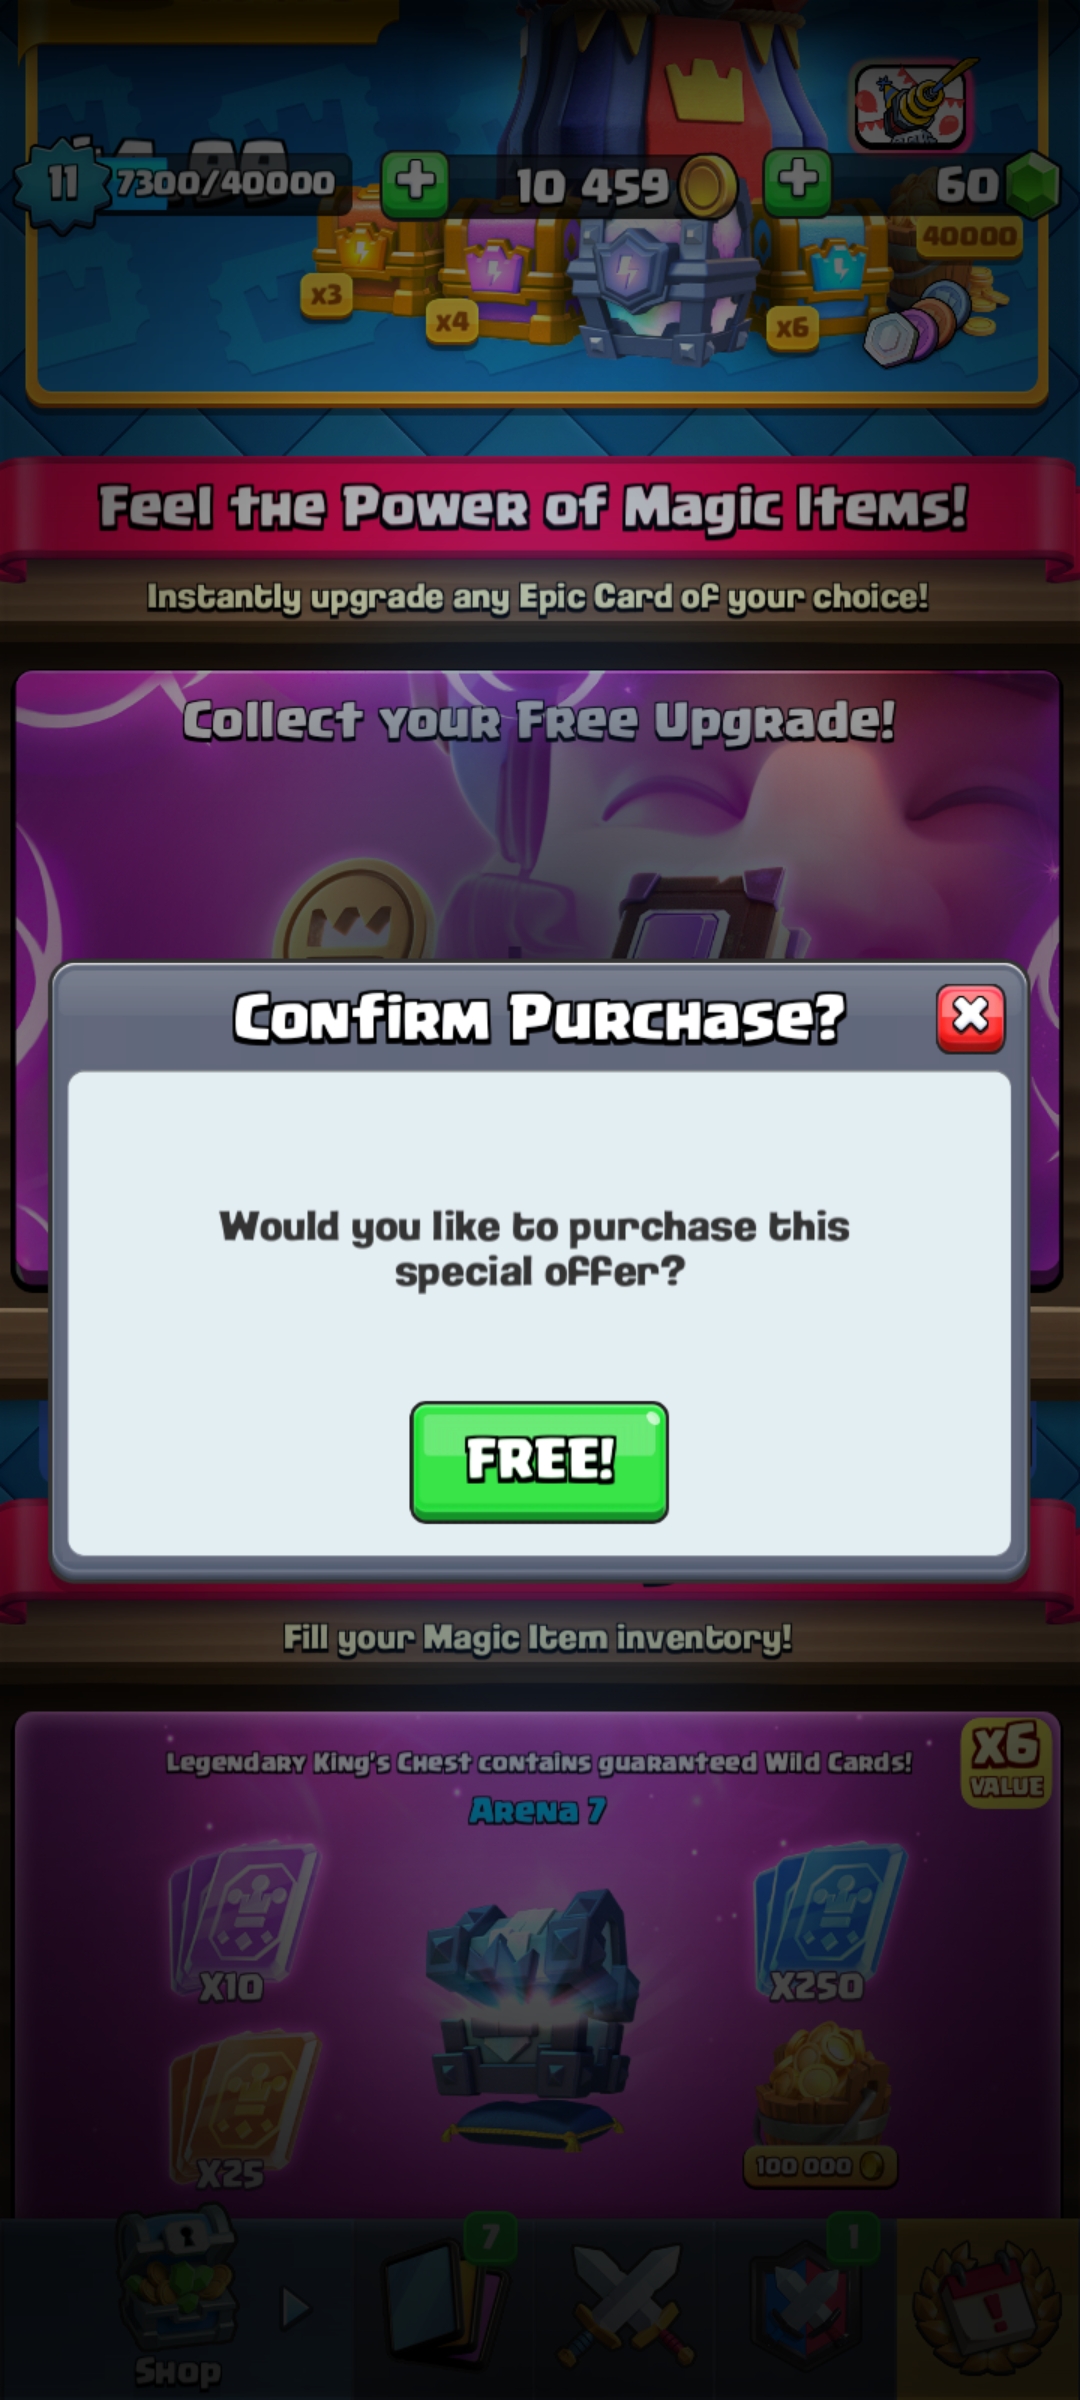 11
7300/40000
10 459
60
40000
x3
x4
x6
Feel the Power of Magic Items!
Instantly upgrade any Epic Card of your choice!
Collect your Free Upgrade!
Confirm Purchase?
Would you like to purchase this
special offer?
FREE!
Fill your Magic Item inventory!
x6
VALUE
Legendary King's Chest contains guaranteed Wild Cards!
Arena 7
X10
X250
X25
100 000
7
1
Shop